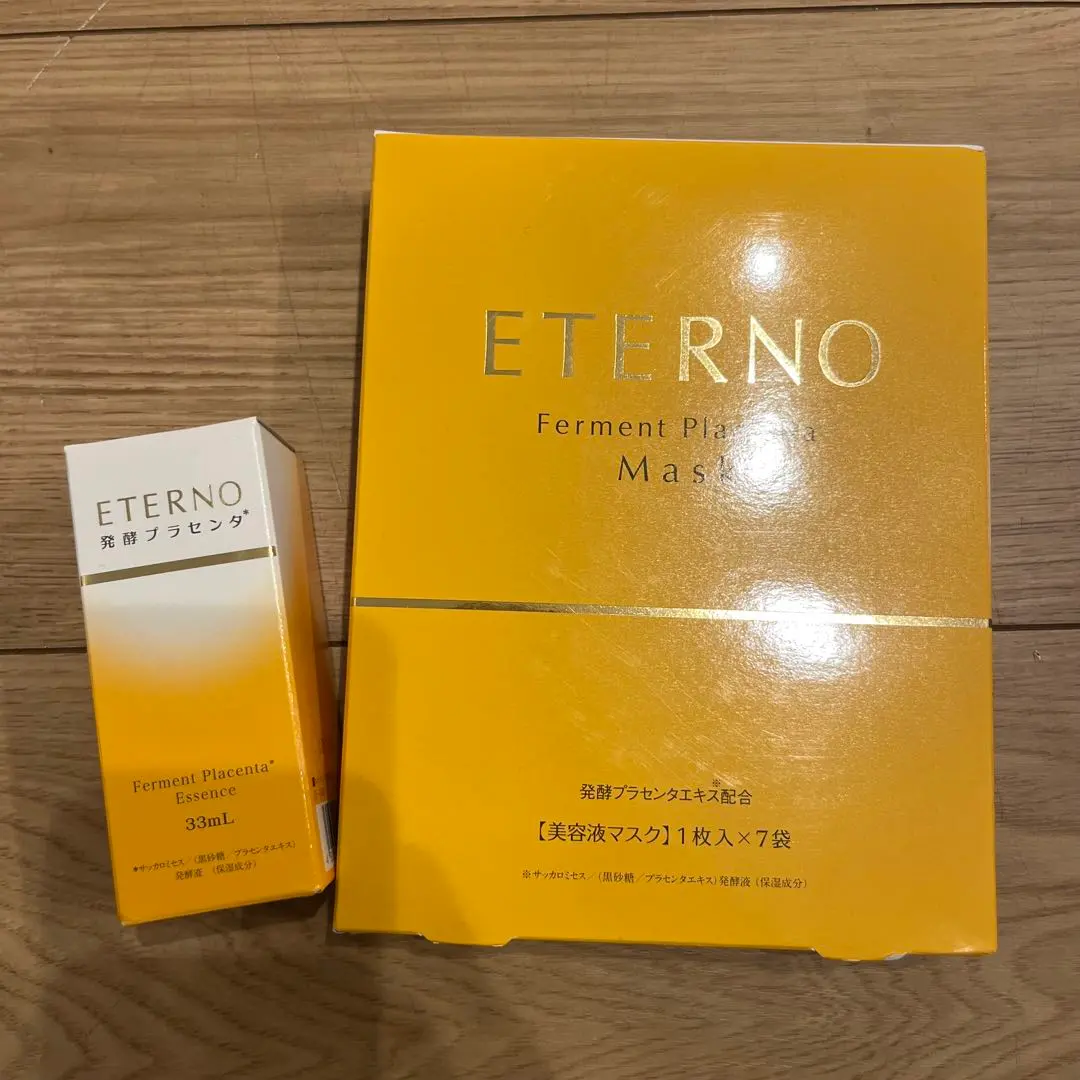 ETERNO
発酵プラセンタ*
Ferment Placenta*
Essence
33mL
*サッカロミセス/(黒砂糖/プラセンタエキス)
発酵液 (保湿成分)
ETERNO
Ferment Placenta
Mask
発酵プラセンタエキス※配合
【美容液マスク】1枚入×7袋
※サッカロミセス/(黒砂糖/プラセンタエキス)発酵液(保湿成分)